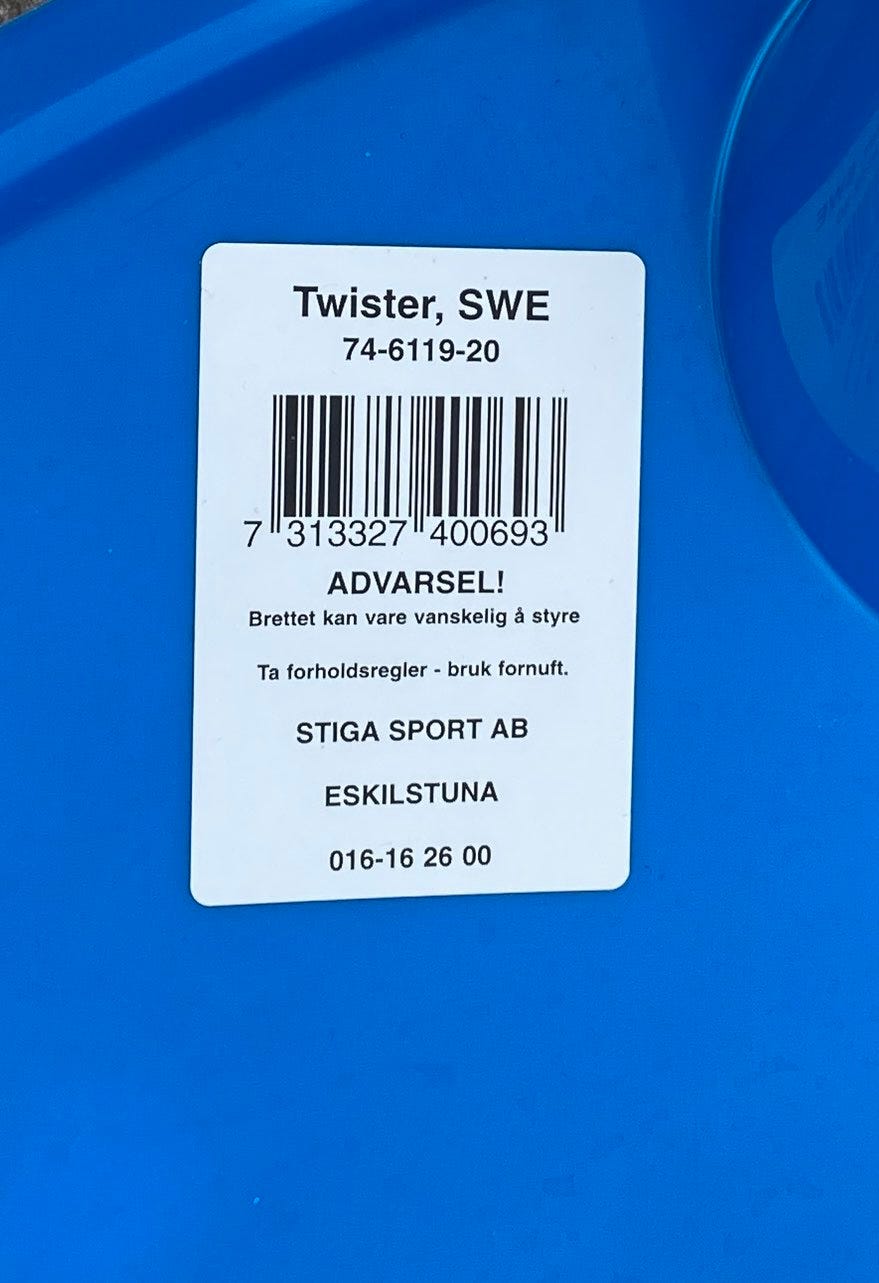 Twister, SWE
74-6119-20
7 313327 400693
ADVARSEL!
Brettet kan vare vanskelig å styre
Ta forholdsregler - bruk fornuft.
STIGA SPORT AB
ESKILSTUNA
016-16 26 00